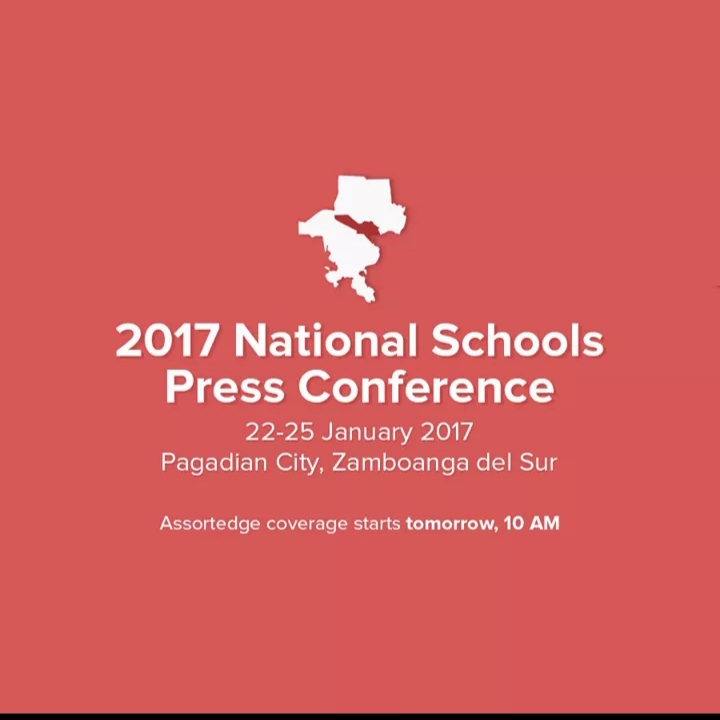 2017 National Schools
Press Conference
22-25 January 2017
Pagadian City, Zamboanga del Sur
Assortedge coverage starts tomorrow, 10 AM